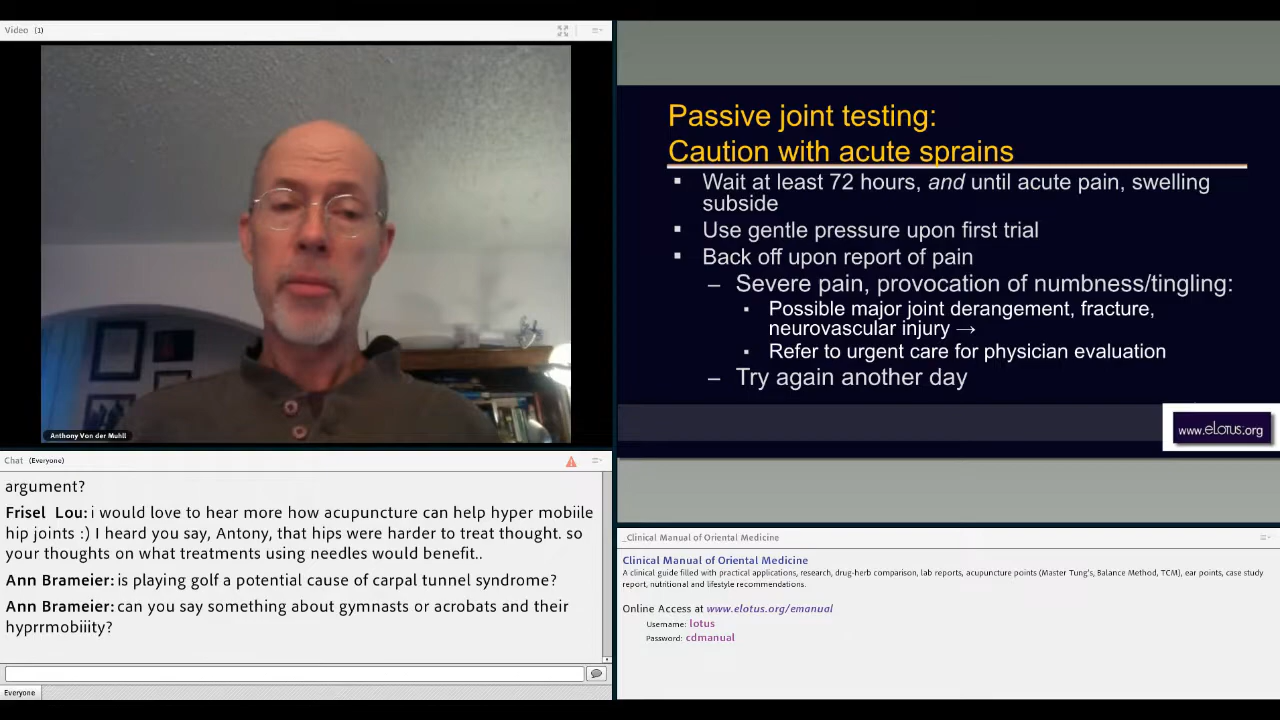 Video (1)
Anthony Von der Muhll
Chat (Everyone)
argument?
Frisel Lou: i would love to hear more how acupuncture can help hyper mobiile
hip joints :) I heard you say, Antony, that hips were harder to treat thought. so
your thoughts on what treatments using needles would benefit..
Ann Brameier: is playing golf a potential cause of carpal tunnel syndrome?
Ann Brameier: can you say something about gymnasts or acrobats and their
hyprrmobiiity?
Everyone
Passive joint testing:
Caution with acute sprains
▪ Wait at least 72 hours, and until acute pain, swelling
subside
▪ Use gentle pressure upon first trial
▪ Back off upon report of pain
– Severe pain, provocation of numbness/tingling:
▪ Possible major joint derangement, fracture,
neurovascular injury →
▪ Refer to urgent care for physician evaluation
– Try again another day
www.eLotus.org
_Clinical Manual of Oriental Medicine
Clinical Manual of Oriental Medicine
A clinical guide filled with practical applications, research, drug-herb comparison, lab reports, acupuncture points (Master Tung's, Balance Method, TCM), ear points, case study
report, nutritional and lifestyle recommendations.
Online Access at www.elotus.org/emanual
Username: lotus
Password: cdmanual